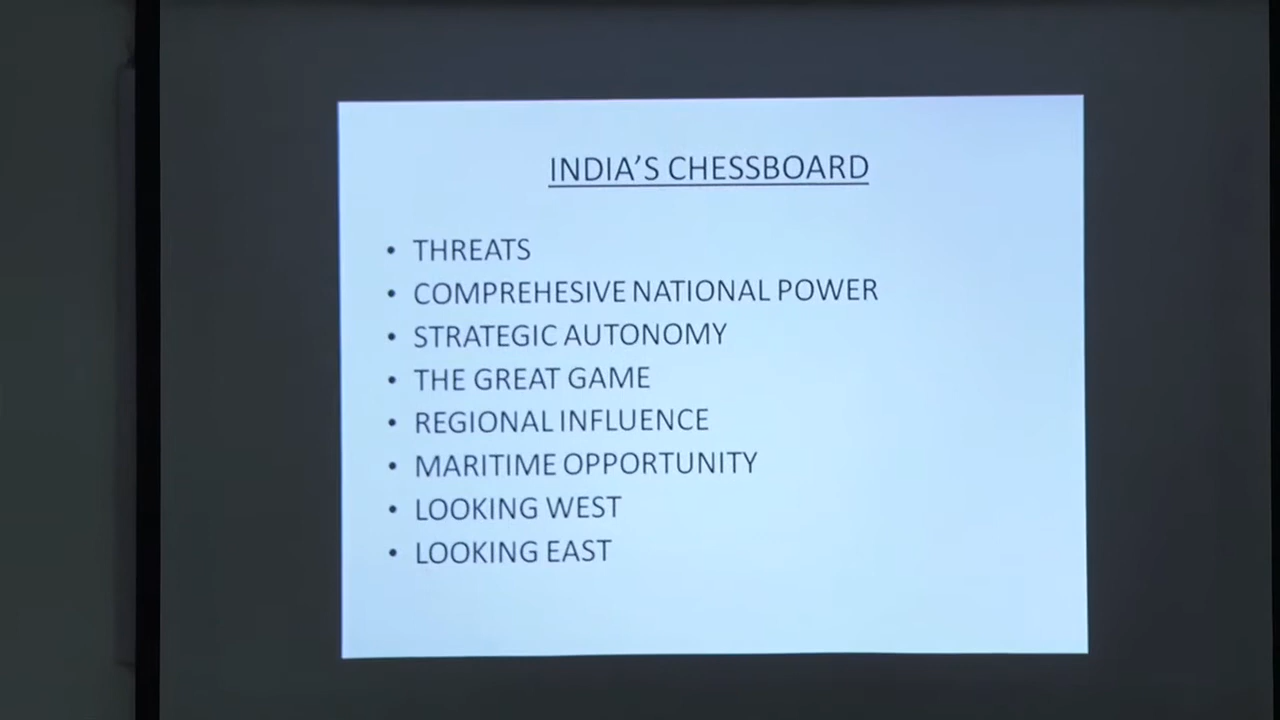 INDIA'S CHESSBOARD
• THREATS
• COMPREHESIVE NATIONAL POWER
• STRATEGIC AUTONOMY
• THE GREAT GAME
• REGIONAL INFLUENCE
• MARITIME OPPORTUNITY
• LOOKING WEST
• LOOKING EAST